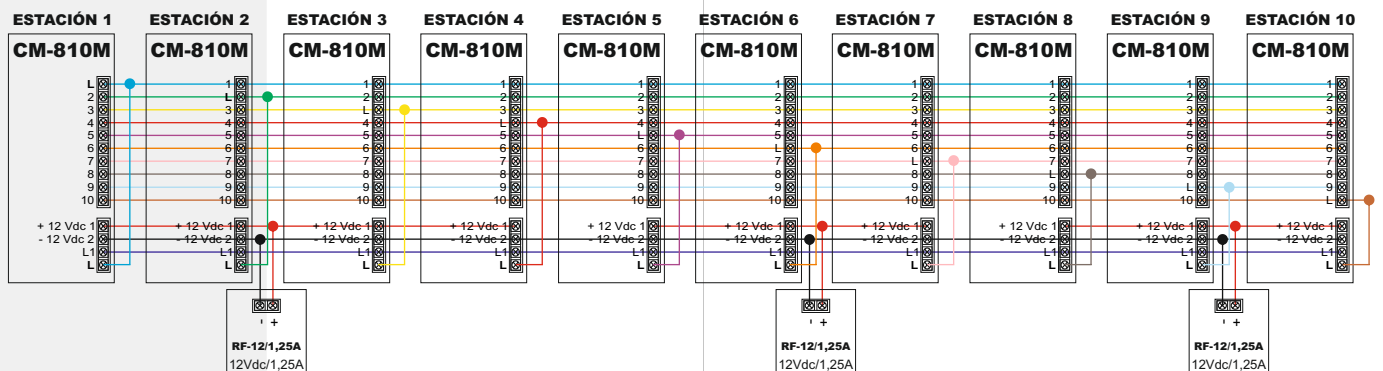 ESTACIÓN 1 ESTACIÓN 2 ESTACIÓN 3 ESTACIÓN 4 ESTACIÓN 5 ESTACIÓN 6 ESTACIÓN 7 ESTACIÓN 8 ESTACIÓN 9 ESTACIÓN 10
CM-810M CM-810M CM-810M CM-810M CM-810M CM-810M CM-810M CM-810M CM-810M CM-810M
L 1 1 1 1 1 1 1 1 1
2 L 2 2 2 2 2 2 2 2
3 3 L 3 3 3 3 3 3 3
4 4 4 L 4 4 4 4 4 4
5 5 5 5 L 5 5 5 5 5
6 6 6 6 6 L 6 6 6 6
7 7 7 7 7 7 L 7 7 7
8 8 8 8 8 8 8 L 8 8
9 9 9 9 9 9 9 9 L 9
10 10 10 10 10 10 10 10 10 L
+ 12 Vdc 1 + 12 Vdc 1 + 12 Vdc 1 + 12 Vdc 1 + 12 Vdc 1 + 12 Vdc 1 + 12 Vdc 1 + 12 Vdc 1 + 12 Vdc 1 + 12 Vdc 1
- 12 Vdc 2 - 12 Vdc 2 - 12 Vdc 2 - 12 Vdc 2 - 12 Vdc 2 - 12 Vdc 2 - 12 Vdc 2 - 12 Vdc 2 - 12 Vdc 2 - 12 Vdc 2
L1 L1 L1 L1 L1 L1 L1 L1 L1 L1
L L L L L L L L L L
- + - + - +
RF-12/1,25A RF-12/1,25A RF-12/1,25A
12Vdc/1,25A 12Vdc/1,25A 12Vdc/1,25A